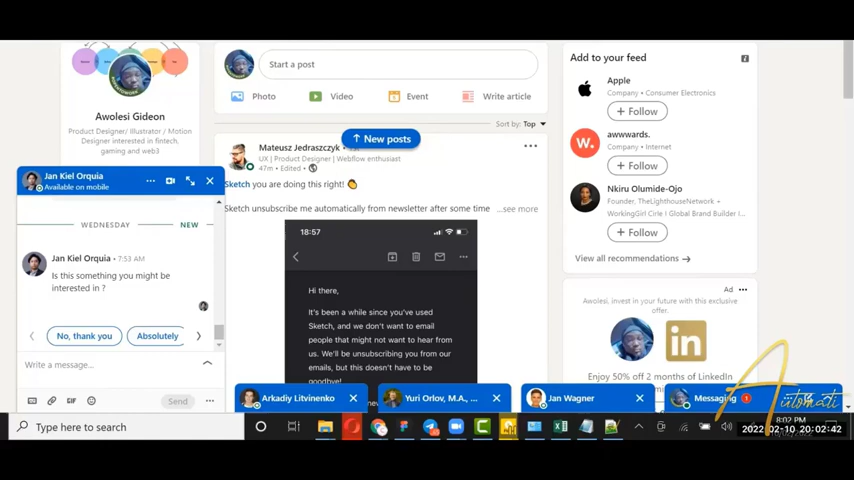 Start a post
Photo
Video
Event
Write article
Sort by: Top
Awolesi Gideon
Product Designer/ Illustrator / Motion
Designer interested in fintech,
gaming and web3
Mateusz Jedraszczyk
UX | Product Designer | Webflow enthusiast
47m • Edited •
↑ New posts
Sketch you are doing this right!
Sketch unsubscribe me automatically from newsletter after some time
...see more
18:57
Hi there,
It's been a while since you've used
Sketch, and we don't want to email
people that might not want to hear from
us. We'll be unsubscribing you from our
emails, but this doesn't have to be
goodbye!
Jan Kiel Orquia
Available on mobile
WEDNESDAY
NEW
Jan Kiel Orquia • 7:53 AM
Is this something you might be
interested in ?
No, thank you
Absolutely
Write a message...
GIF
Send
Add to your feed
Apple
Company • Consumer Electronics
+ Follow
W.
awwwards.
Company • Internet
+ Follow
Nkiru Olumide-Ojo
Founder, TheLighthouseNetwork +
WorkingGirl Cirle I Global Brand Builder I...
+ Follow
View all recommendations →
Ad
Awolesi, invest in your future with this exclusive
offer.
in
Enjoy 50% off 2 months of LinkedIn
Arkadiy Litvinenko
Yuri Orlov, M.A., ...
Jan Wagner
Messaging
1
Automati
Type here to search
8:02 PM
2022-02-10 20:02:42